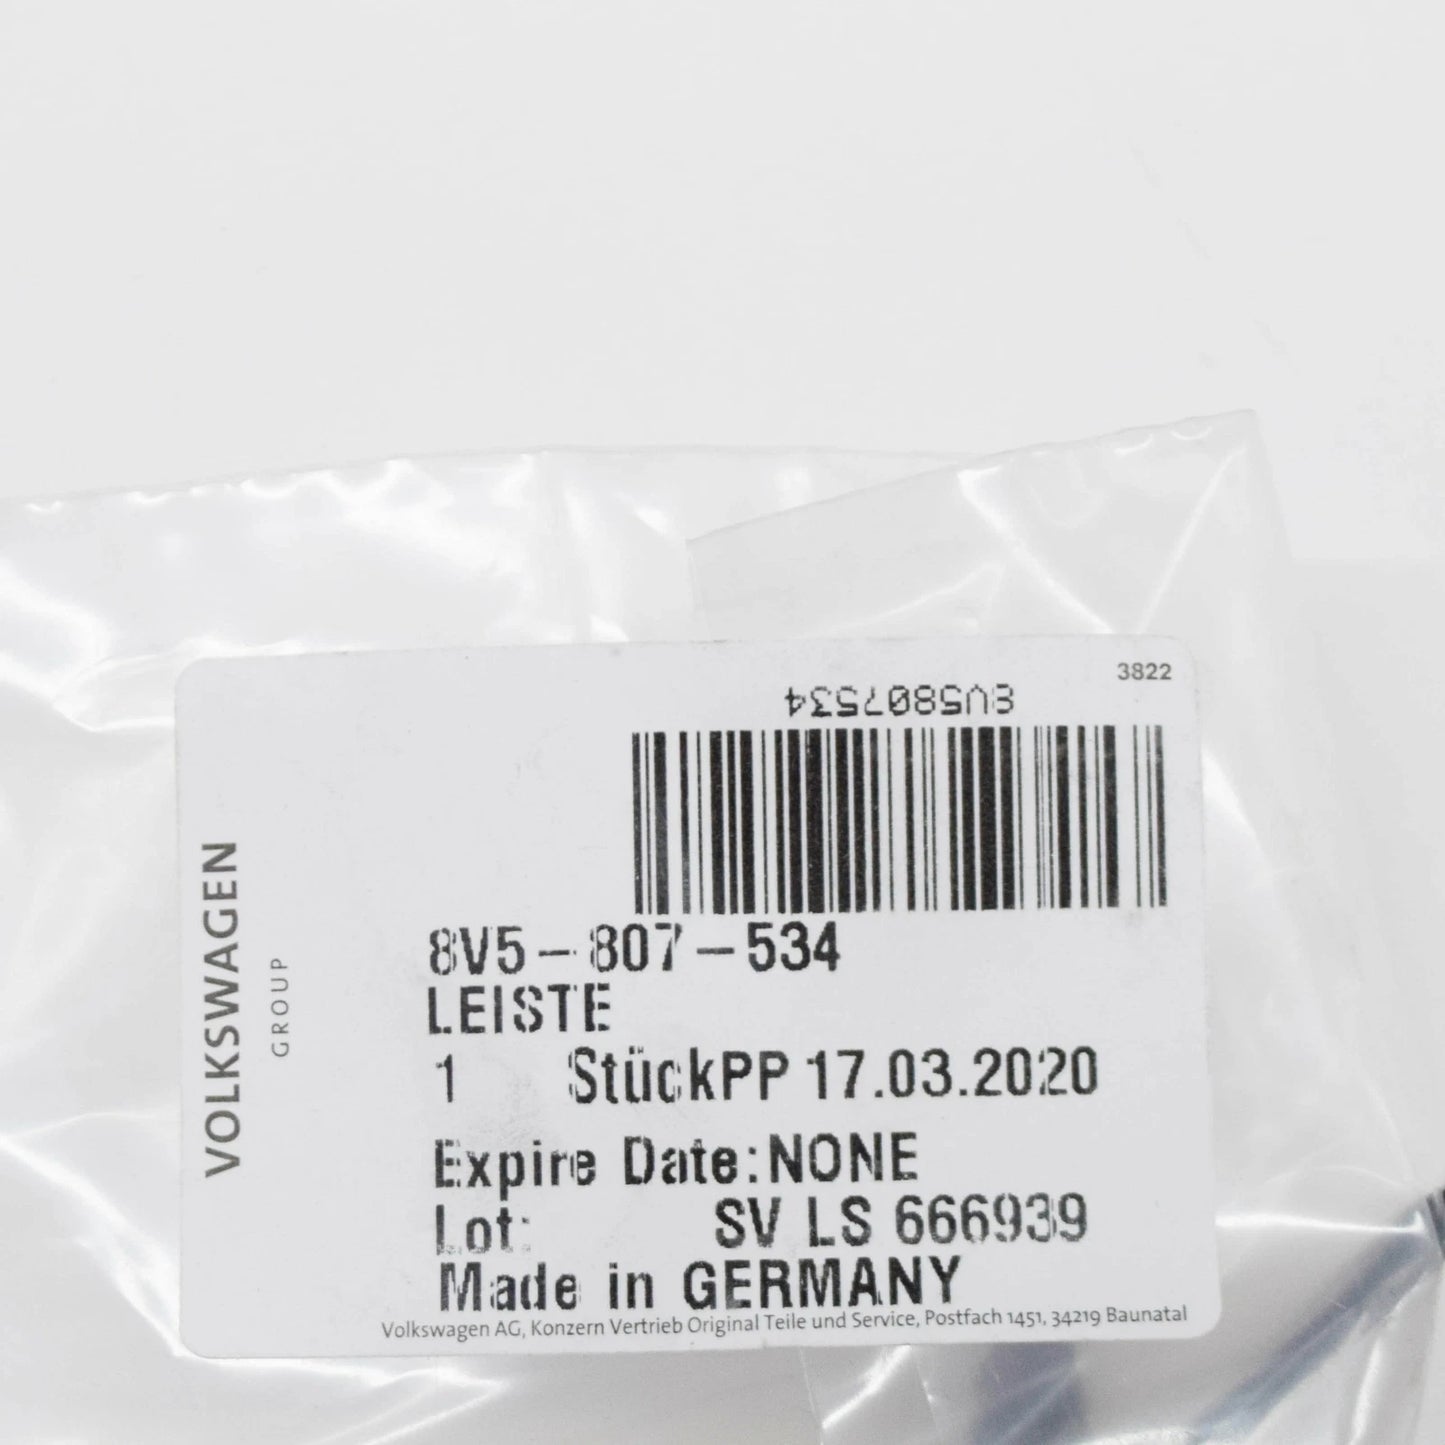 3822
8V5807534
8V5-807-534
LEISTE
1 StückPP 17.03.2020
Expire Date:NONE
Lot: SV LS 666939
Made in GERMANY
Volkswagen AG, Konzern Vertrieb Original Teile und Service, Postfach 1451, 34219 Baunatal
VOLKSWAGEN
GROUP